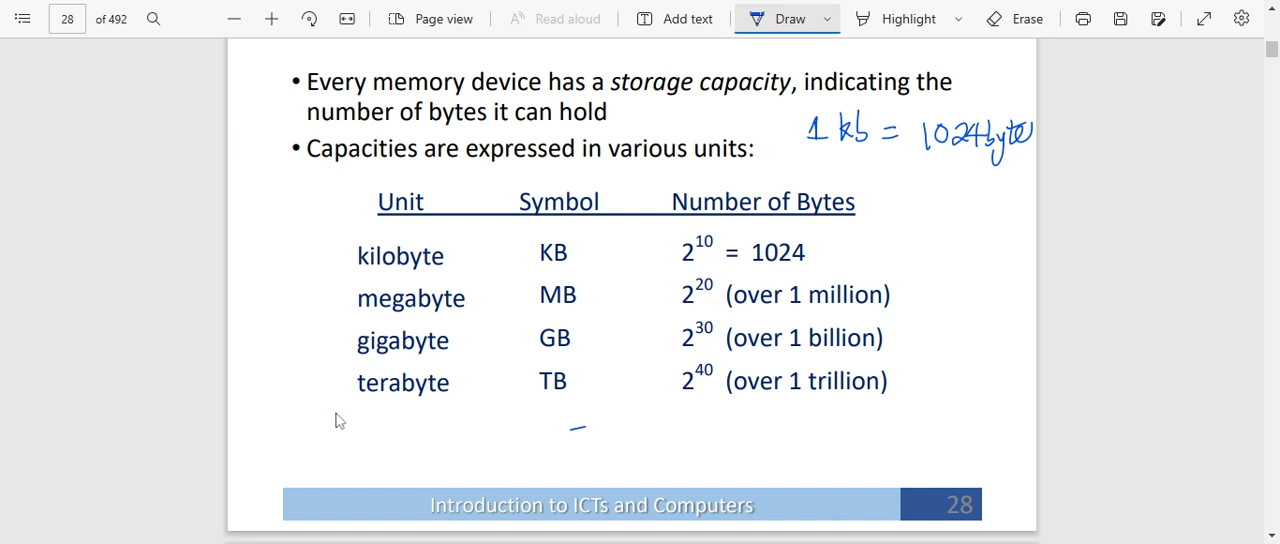 28 of 492 Page view Read aloud Add text Draw Highlight Erase
• Every memory device has a storage capacity, indicating the
number of bytes it can hold
1 kb = 1024byte
• Capacities are expressed in various units:
Unit Symbol Number of Bytes
kilobyte KB 2^10 = 1024
megabyte MB 2^20 (over 1 million)
gigabyte GB 2^30 (over 1 billion)
terabyte TB 2^40 (over 1 trillion)
Introduction to ICTs and Computers 28